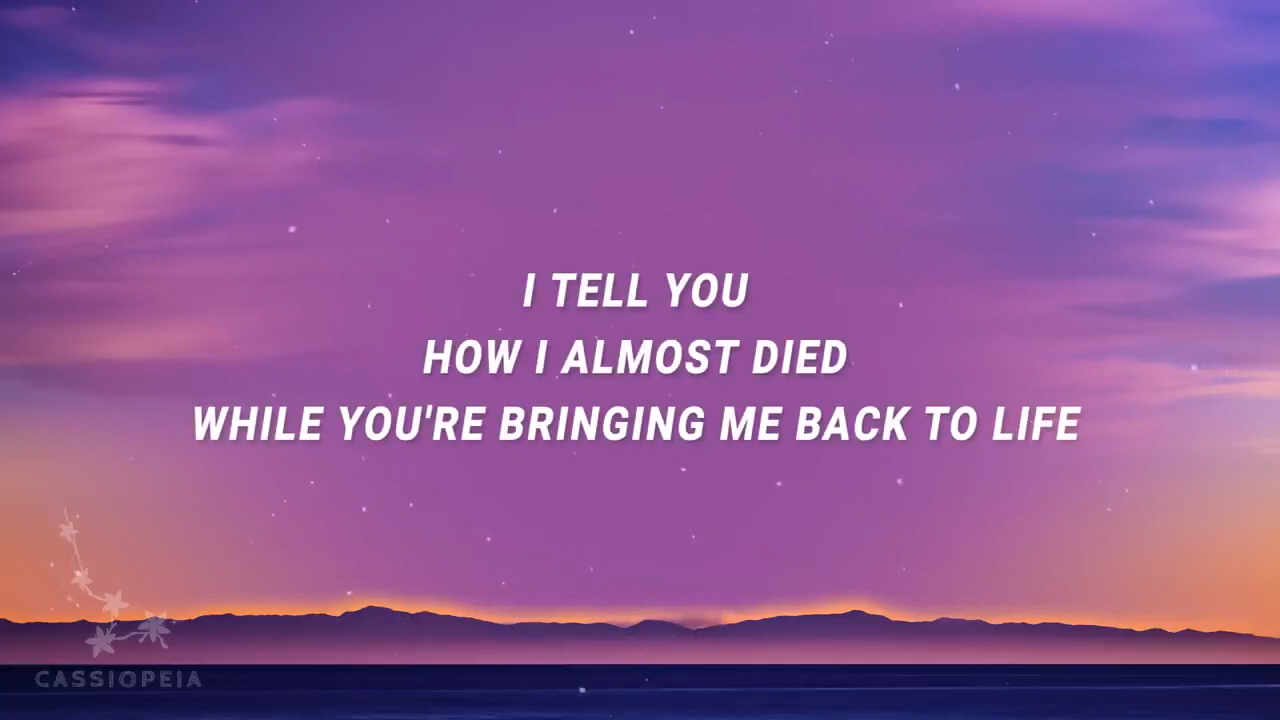 I TELL YOU
HOW I ALMOST DIED
WHILE YOU'RE BRINGING ME BACK TO LIFE
CASSIOPEIA